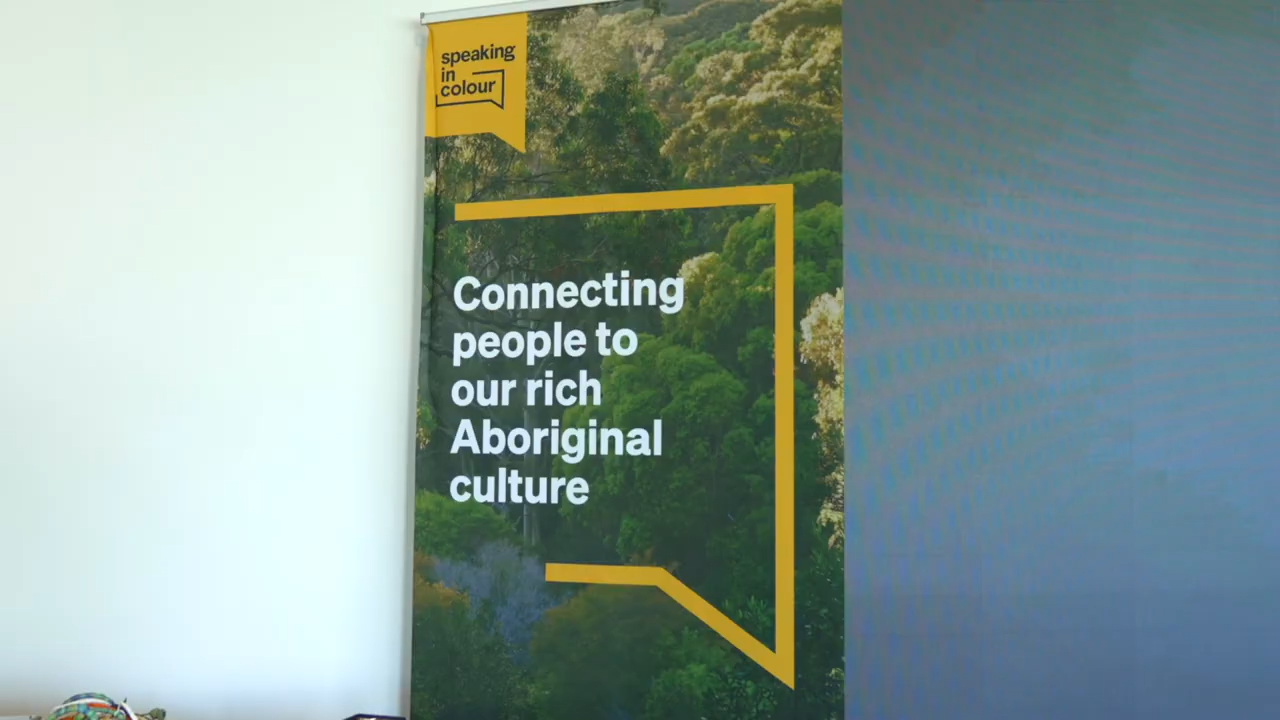 speaking
in
colour
Connecting
people to
our rich
Aboriginal
culture